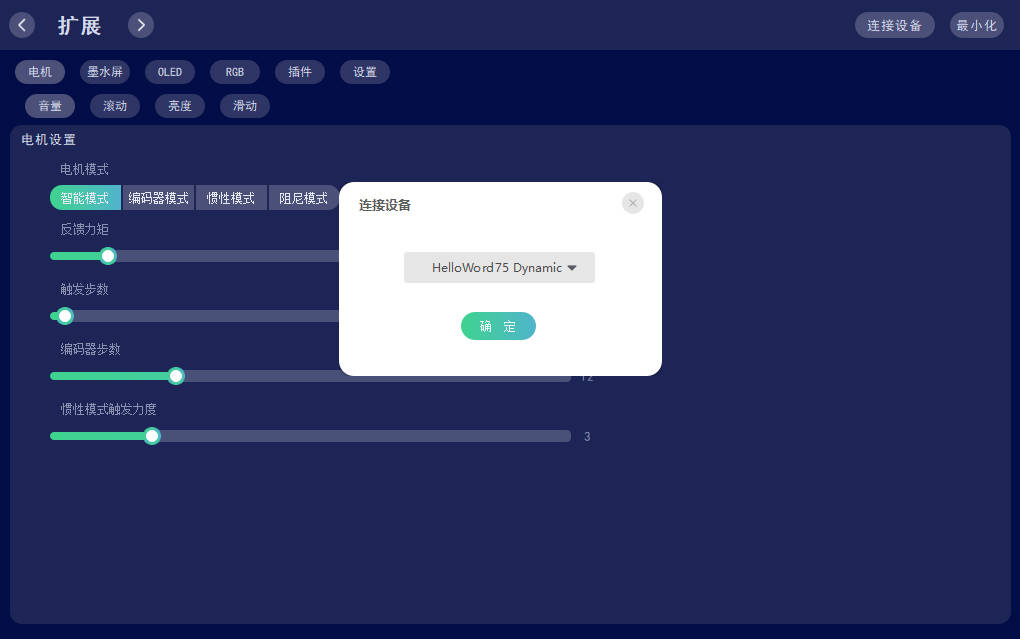 扩展
连接设备
最小化
电机
墨水屏
OLED
RGB
插件
设置
音量
滚动
亮度
滑动
电机设置
电机模式
智能模式
编码器模式
惯性模式
阻尼模式
反馈力矩
触发步数
编码器步数
12
惯性模式触发力度
3
连接设备
HelloWord75 Dynamic
确 定